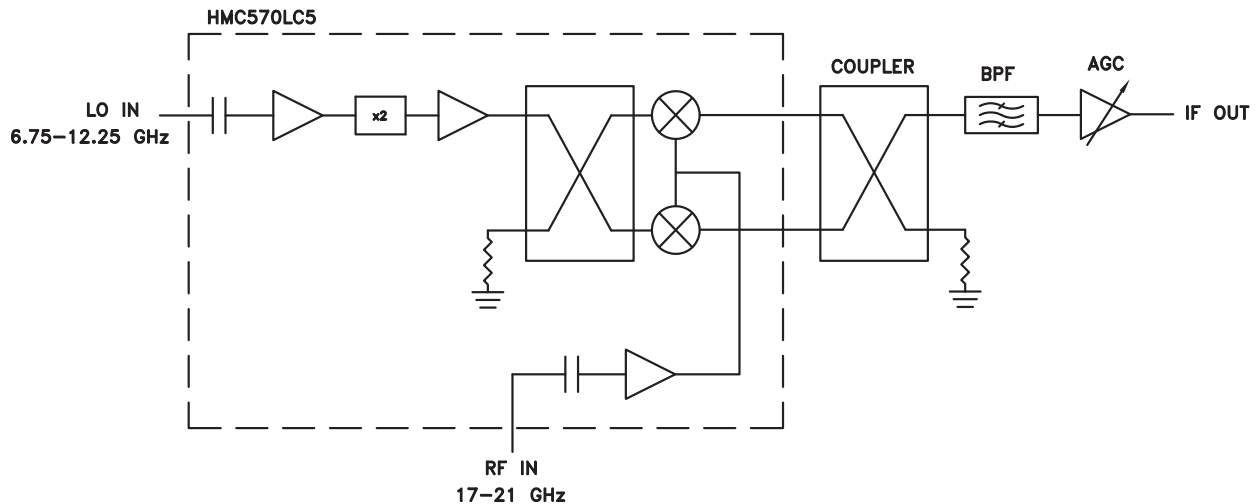 HMC570LC5
COUPLER
BPF
AGC
LO IN
6.75–12.25 GHz
x2
IF OUT
RF IN
17–21 GHz